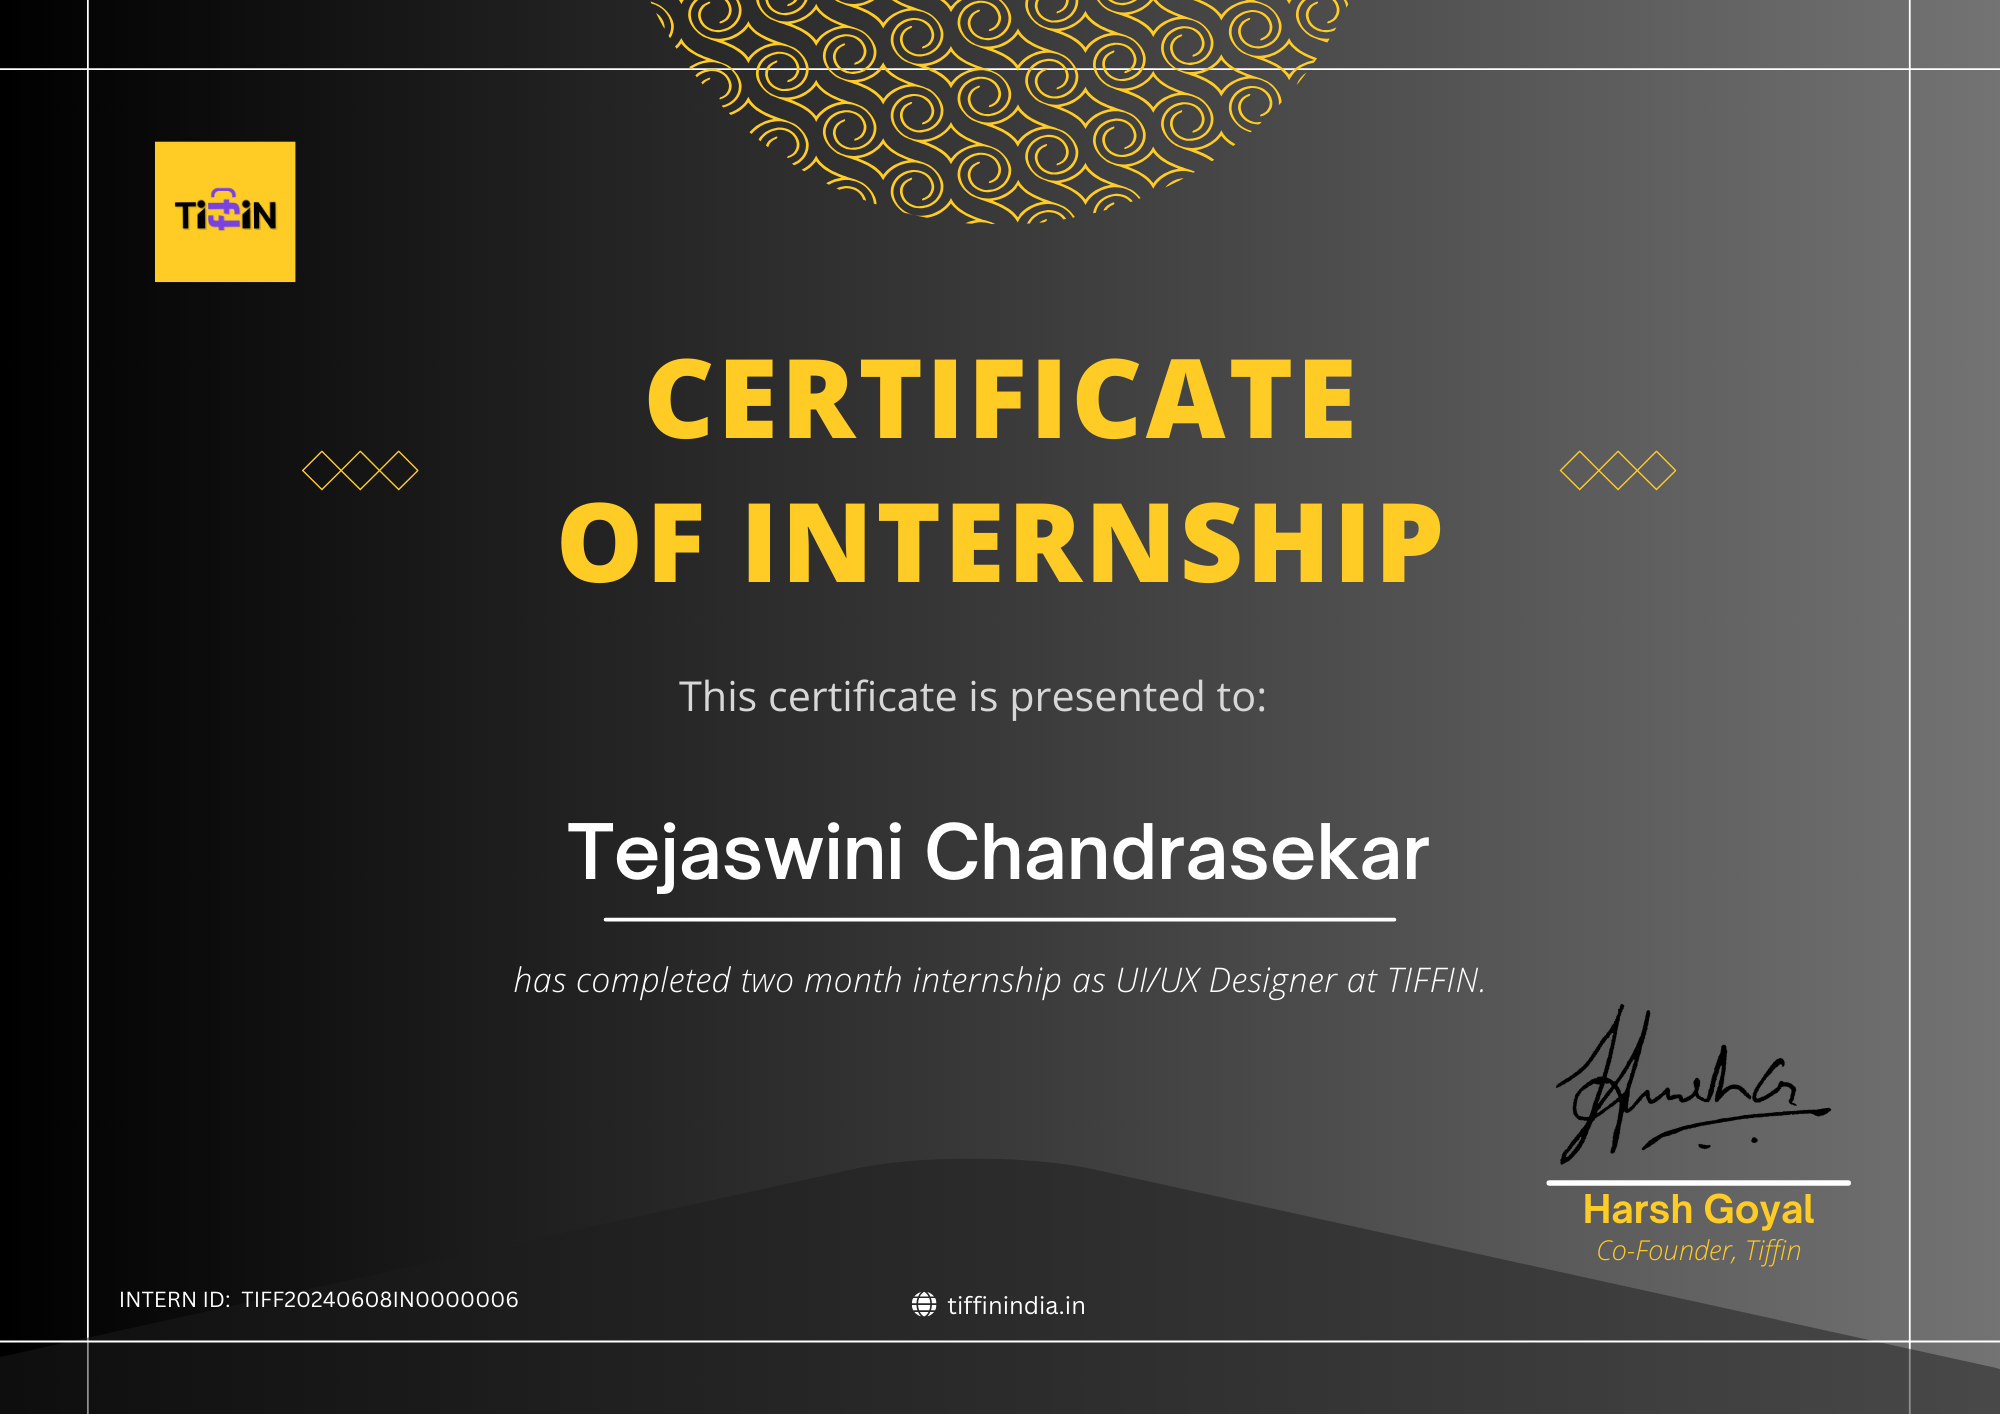 TiffiN
CERTIFICATE
OF INTERNSHIP
This certificate is presented to:
Tejaswini Chandrasekar
has completed two month internship as UI/UX Designer at TIFFIN.
Harsh Goyal
Co-Founder, Tiffin
INTERN ID: TIFF20240608IN0000006
tiffinindia.in